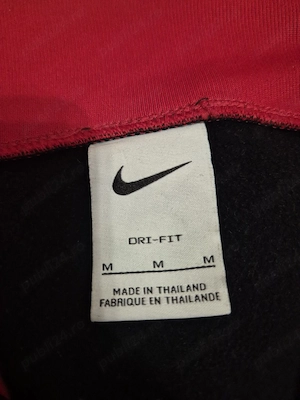 DRI-FIT
M M M
MADE IN THAILAND
FABRIQUE EN THAILANDE